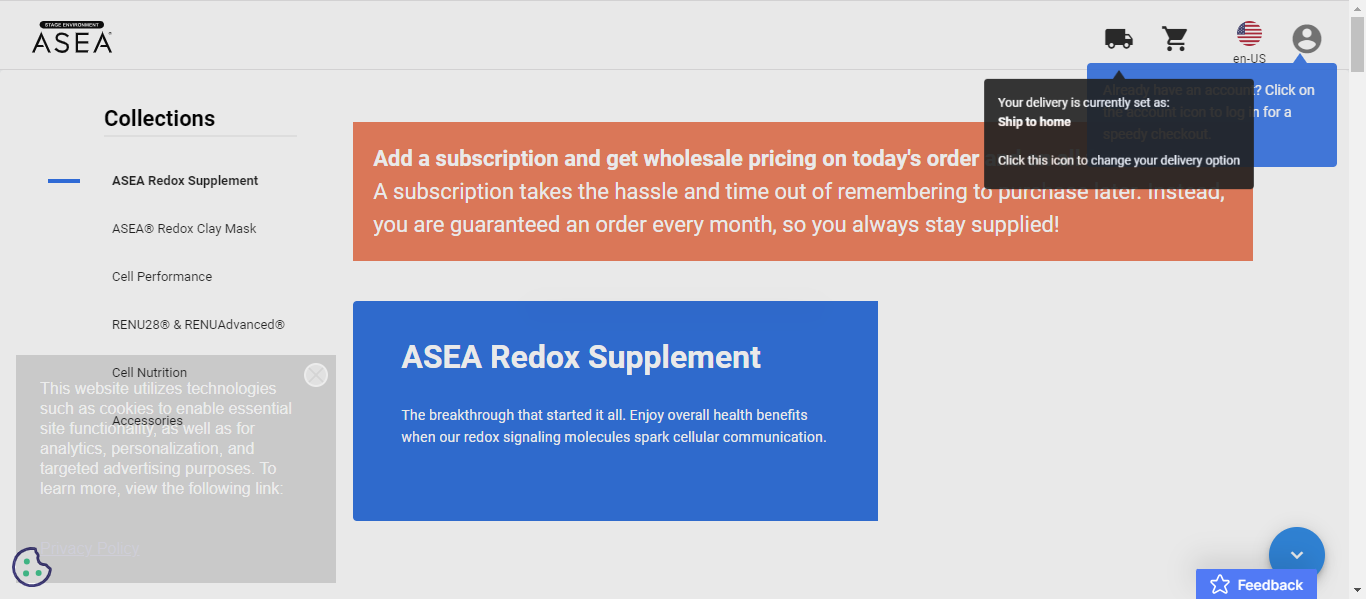 STAGE ENVIRONMENT
ASEA
en-US
Already have an account? Click on
the account icon to log in for a
speedy checkout.
Your delivery is currently set as:
Ship to home
Click this icon to change your delivery option
Collections
ASEA Redox Supplement
ASEA® Redox Clay Mask
Cell Performance
RENU28® & RENUAdvanced®
Cell Nutrition
Accessories
Add a subscription and get wholesale pricing on today's order
A subscription takes the hassle and time out of remembering to purchase later. Instead,
you are guaranteed an order every month, so you always stay supplied!
ASEA Redox Supplement
The breakthrough that started it all. Enjoy overall health benefits
when our redox signaling molecules spark cellular communication.
This website utilizes technologies
such as cookies to enable essential
site functionality, as well as for
analytics, personalization, and
targeted advertising purposes. To
learn more, view the following link:
Privacy Policy
Feedback